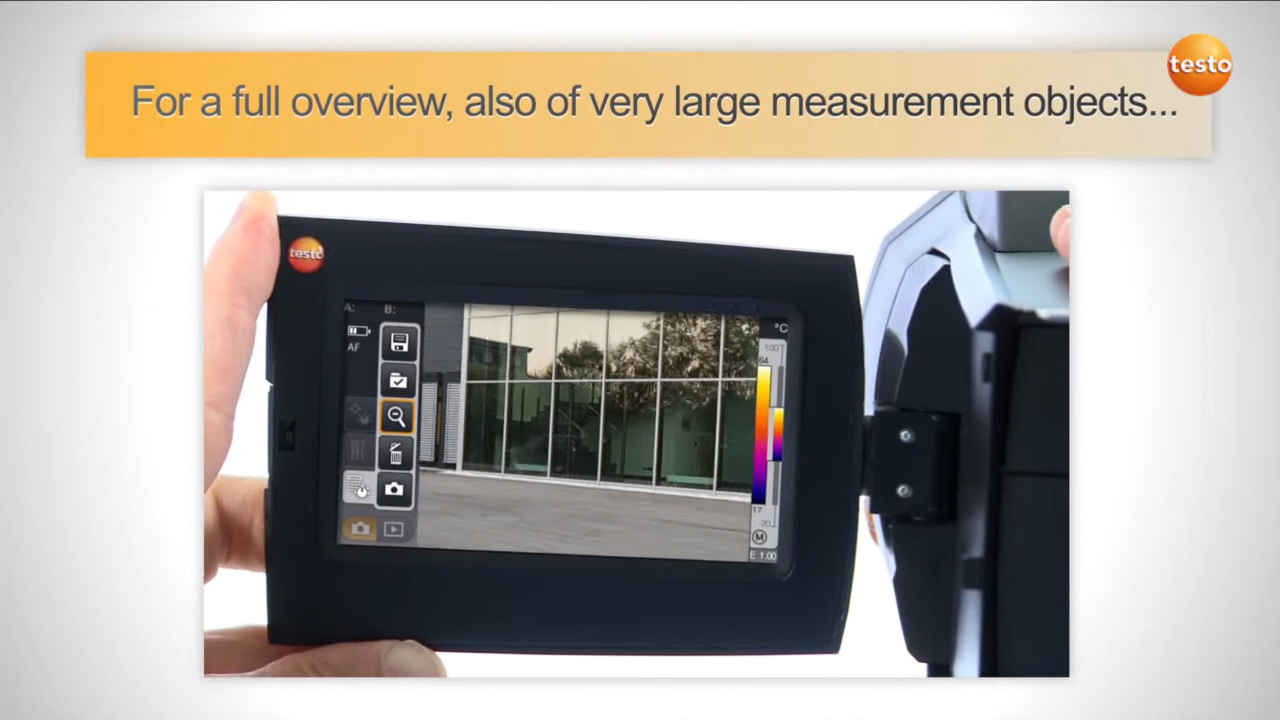 For a full overview, also of very large measurement objects...
testo
testo
A: B:
AF
°C
100
64
17
-20
M
E 1.00